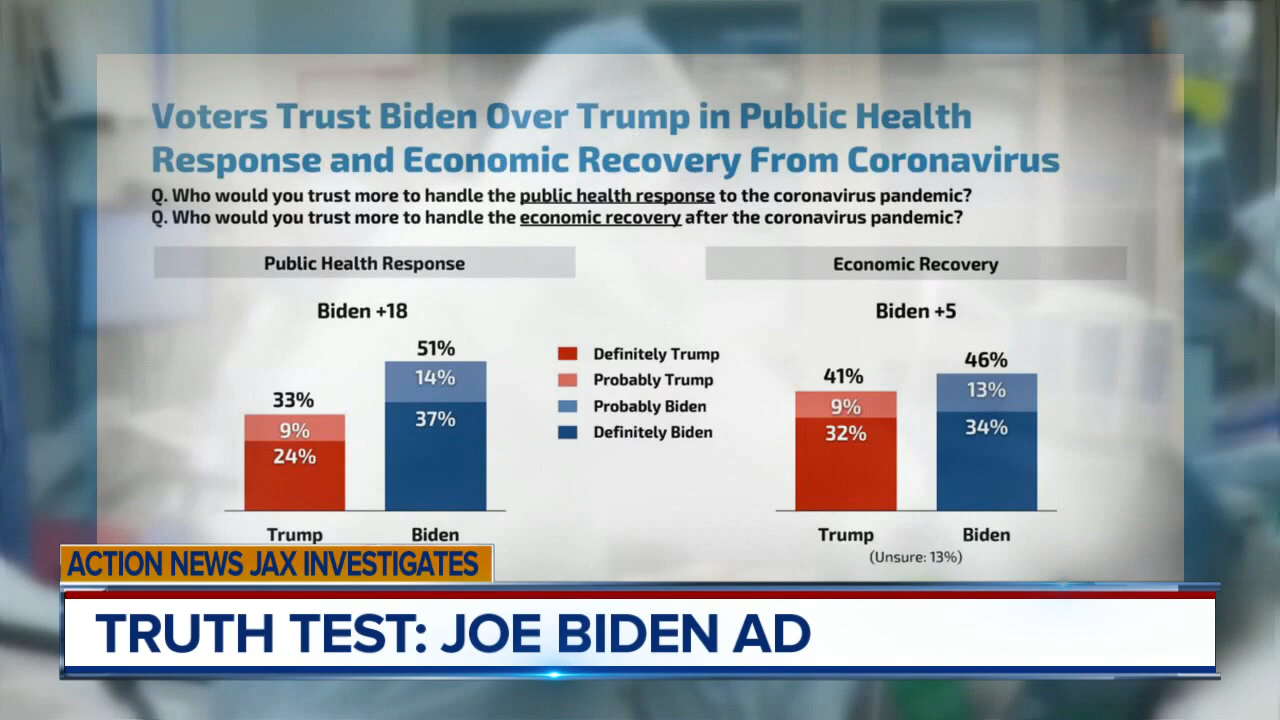 Voters Trust Biden Over Trump in Public Health
Response and Economic Recovery From Coronavirus
Q. Who would you trust more to handle the public health response to the coronavirus pandemic?
Q. Who would you trust more to handle the economic recovery after the coronavirus pandemic?
Public Health Response
Biden +18
33%
9%
24%
51%
14%
37%
Trump
Biden
Definitely Trump
Probably Trump
Probably Biden
Definitely Biden
Economic Recovery
Biden +5
41%
9%
32%
46%
13%
34%
Trump
Biden
(Unsure: 13%)
ACTION NEWS JAX INVESTIGATES
TRUTH TEST: JOE BIDEN AD